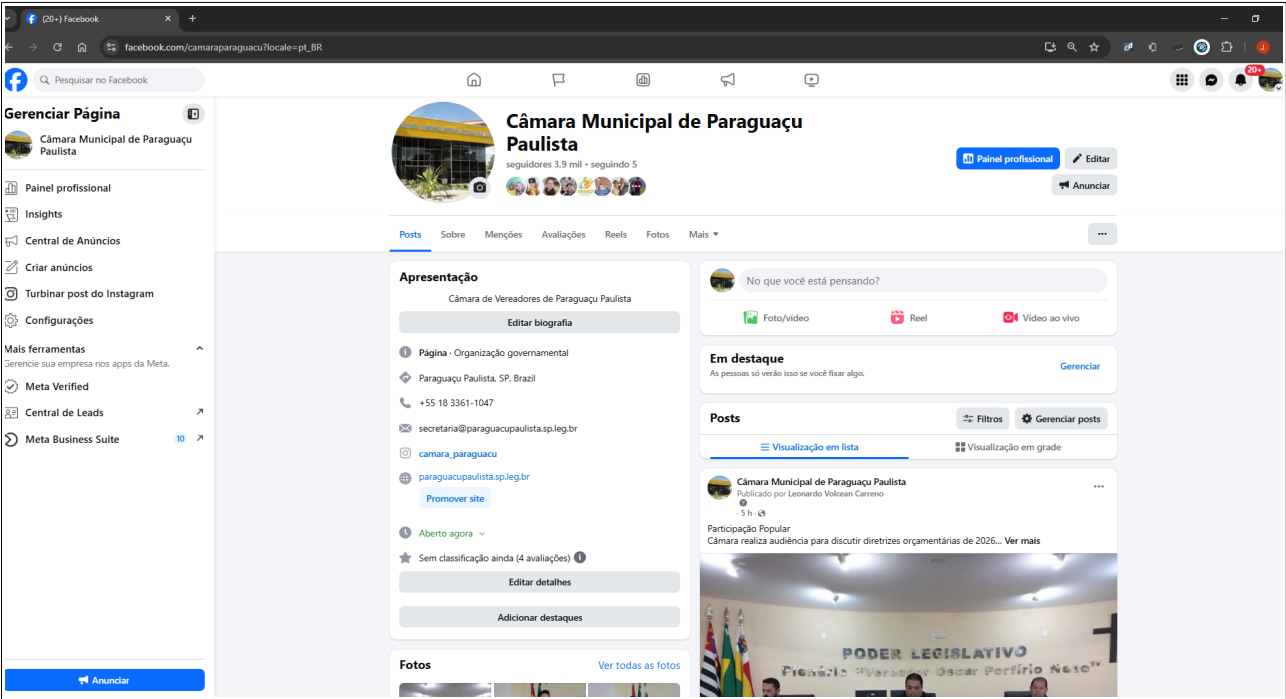 (20+) Facebook
facebook.com/camaraparaguacu?locale=pt_BR
J.
Pesquisar no Facebook
20+
Gerenciar Página
Câmara Municipal de Paraguaçu
Paulista
Painel profissional
Insights
Central de Anúncios
Criar anúncios
Turbinar post do Instagram
Configurações
Mais ferramentas
Gerencie sua empresa nos apps da Meta.
Meta Verified
Central de Leads
Meta Business Suite 10
Anunciar
Câmara Municipal de Paraguaçu
Paulista
seguidores 3,9 mil • seguindo 5
Painel profissional
Editar
Anunciar
Posts Sobre Menções Avaliações Reels Fotos Mais
Apresentação
Câmara de Vereadores de Paraguaçu Paulista
Editar biografia
Página · Organização governamental
Paraguaçu Paulista, SP, Brazil
+55 18 3361-1047
secretaria@paraguacupaulista.sp.leg.br
camara_paraguacu
paraguacupaulista.sp.leg.br
Promover site
Aberto agora
Sem classificação ainda (4 avaliações)
Editar detalhes
Adicionar destaques
Fotos Ver todas as fotos
No que você está pensando?
Foto/vídeo Reel Vídeo ao vivo
Em destaque
As pessoas só verão isso se você fixar algo.
Gerenciar
Posts Filtros Gerenciar posts
Visualização em lista Visualização em grade
Câmara Municipal de Paraguaçu Paulista
Publicado por Leonardo Volcean Carreno
· 5 h ·
Participação Popular
Câmara realiza audiência para discutir diretrizes orçamentárias de 2026... Ver mais
PODER LEGISLATIVO
Plenário "Vereador Oscar Porfírio Neto"